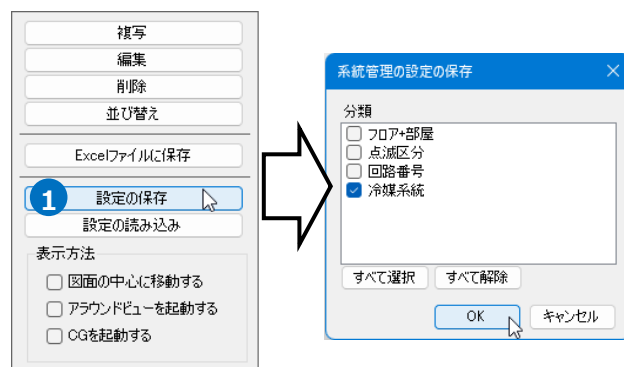 複写
編集
削除
並び替え
Excelファイルに保存
1
設定の保存
設定の読み込み
表示方法
図面の中心に移動する
アラウンドビューを起動する
CGを起動する
系統管理の設定の保存
分類
フロア+部屋
点滅区分
回路番号
冷媒系統
すべて選択
すべて解除
OK
キャンセル